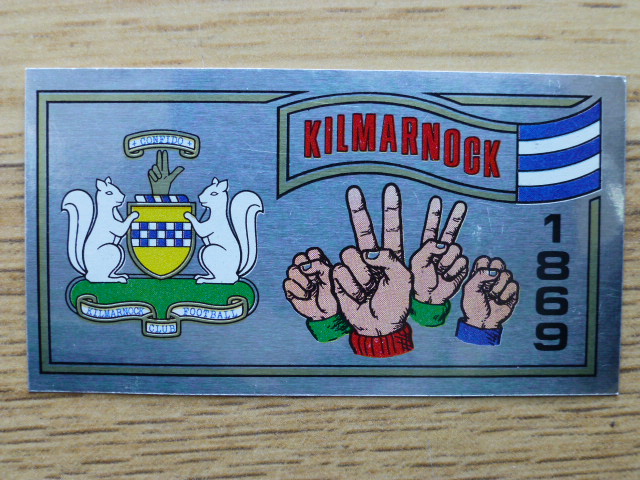 + CONFIDO +
KILMARNOCK FOOTBALL
CLUB
KILMARNOCK
1869